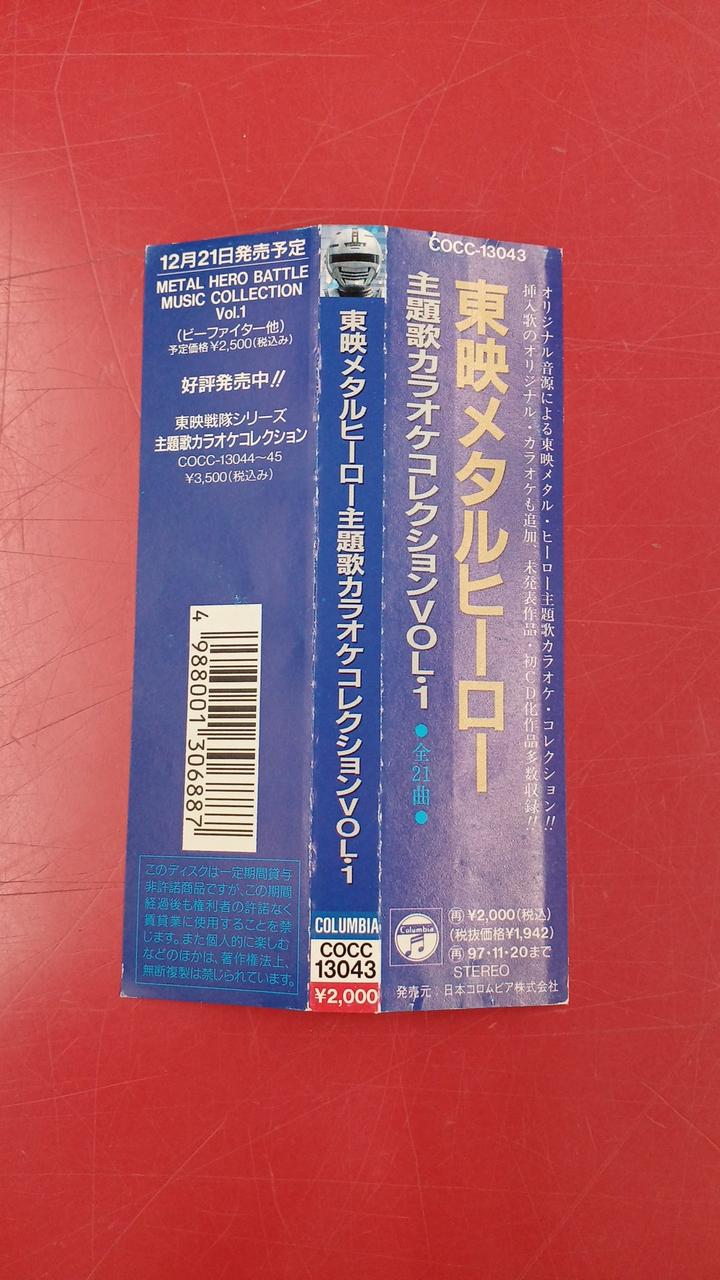 12月21日発売予定
METAL HERO BATTLE
MUSIC COLLECTION
Vol.1
(ビーファイター他)
予定価格¥2,500(税込み)
好評発売中!!
東映戦隊シリーズ
主題歌カラオケコレクション
COCC-13044〜45
¥3,500(税込み)
4 988001 306887
このディスクは一定期間貸与
非許諾商品ですが、この期間
経過後も権利者の許諾なく
賃貸業に使用することを禁
じます。また個人的に楽しむ
などのほかは、著作権法上、
無断複製は禁じられています。
東映メタルヒーロー主題歌カラオケコレクションVOL.1
COLUMBIA
COCC
13043
¥2,000
COCC-13043
オリジナル音源による東映メタル・ヒーロー主題歌カラオケ・コレクション!!
挿入歌のオリジナル・カラオケも追加、未発表作品・初CD化作品多数収録!!
東映メタルヒーロー
主題歌カラオケコレクションVOL.1
●全21曲●
Columbia
再 ¥2,000(税込)
(税抜価格¥1,942)
再 97・11・20まで
STEREO
発売元:日本コロムビア株式会社